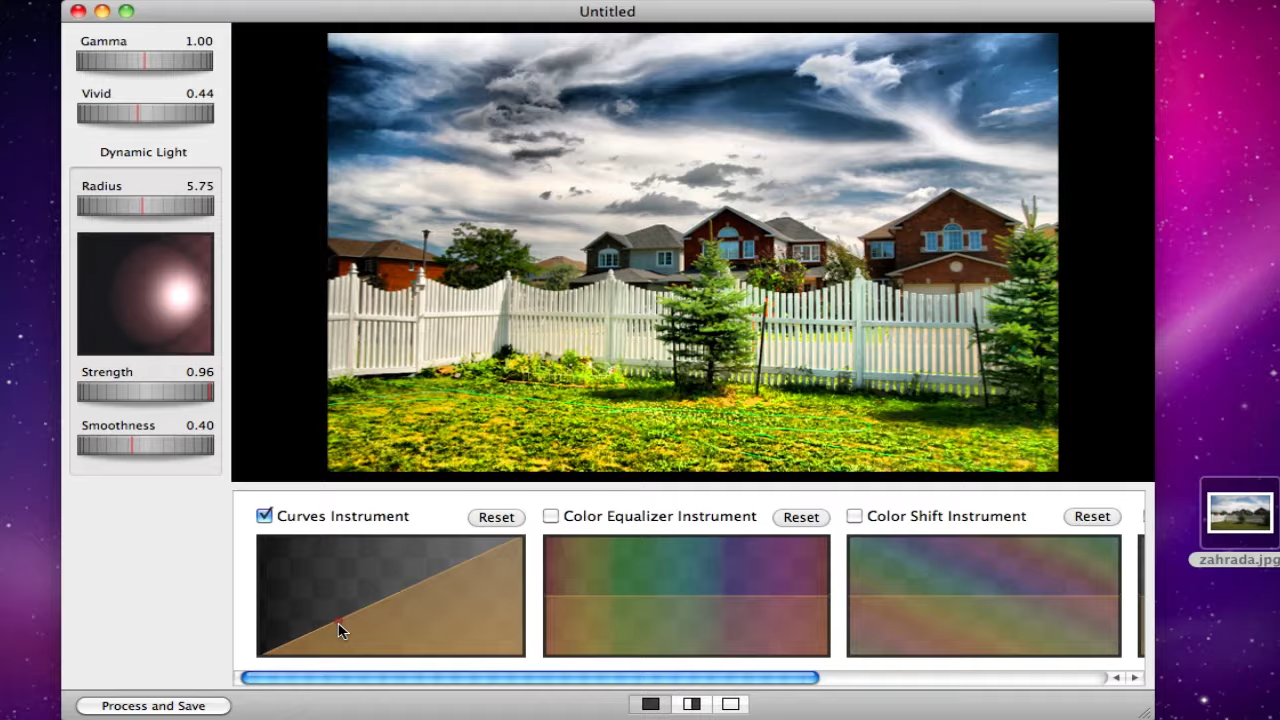 Untitled
Gamma 1.00
Vivid 0.44
Dynamic Light
Radius 5.75
Strength 0.96
Smoothness 0.40
Curves Instrument Reset
Color Equalizer Instrument Reset
Color Shift Instrument Reset
zahrada.jpg
Process and Save